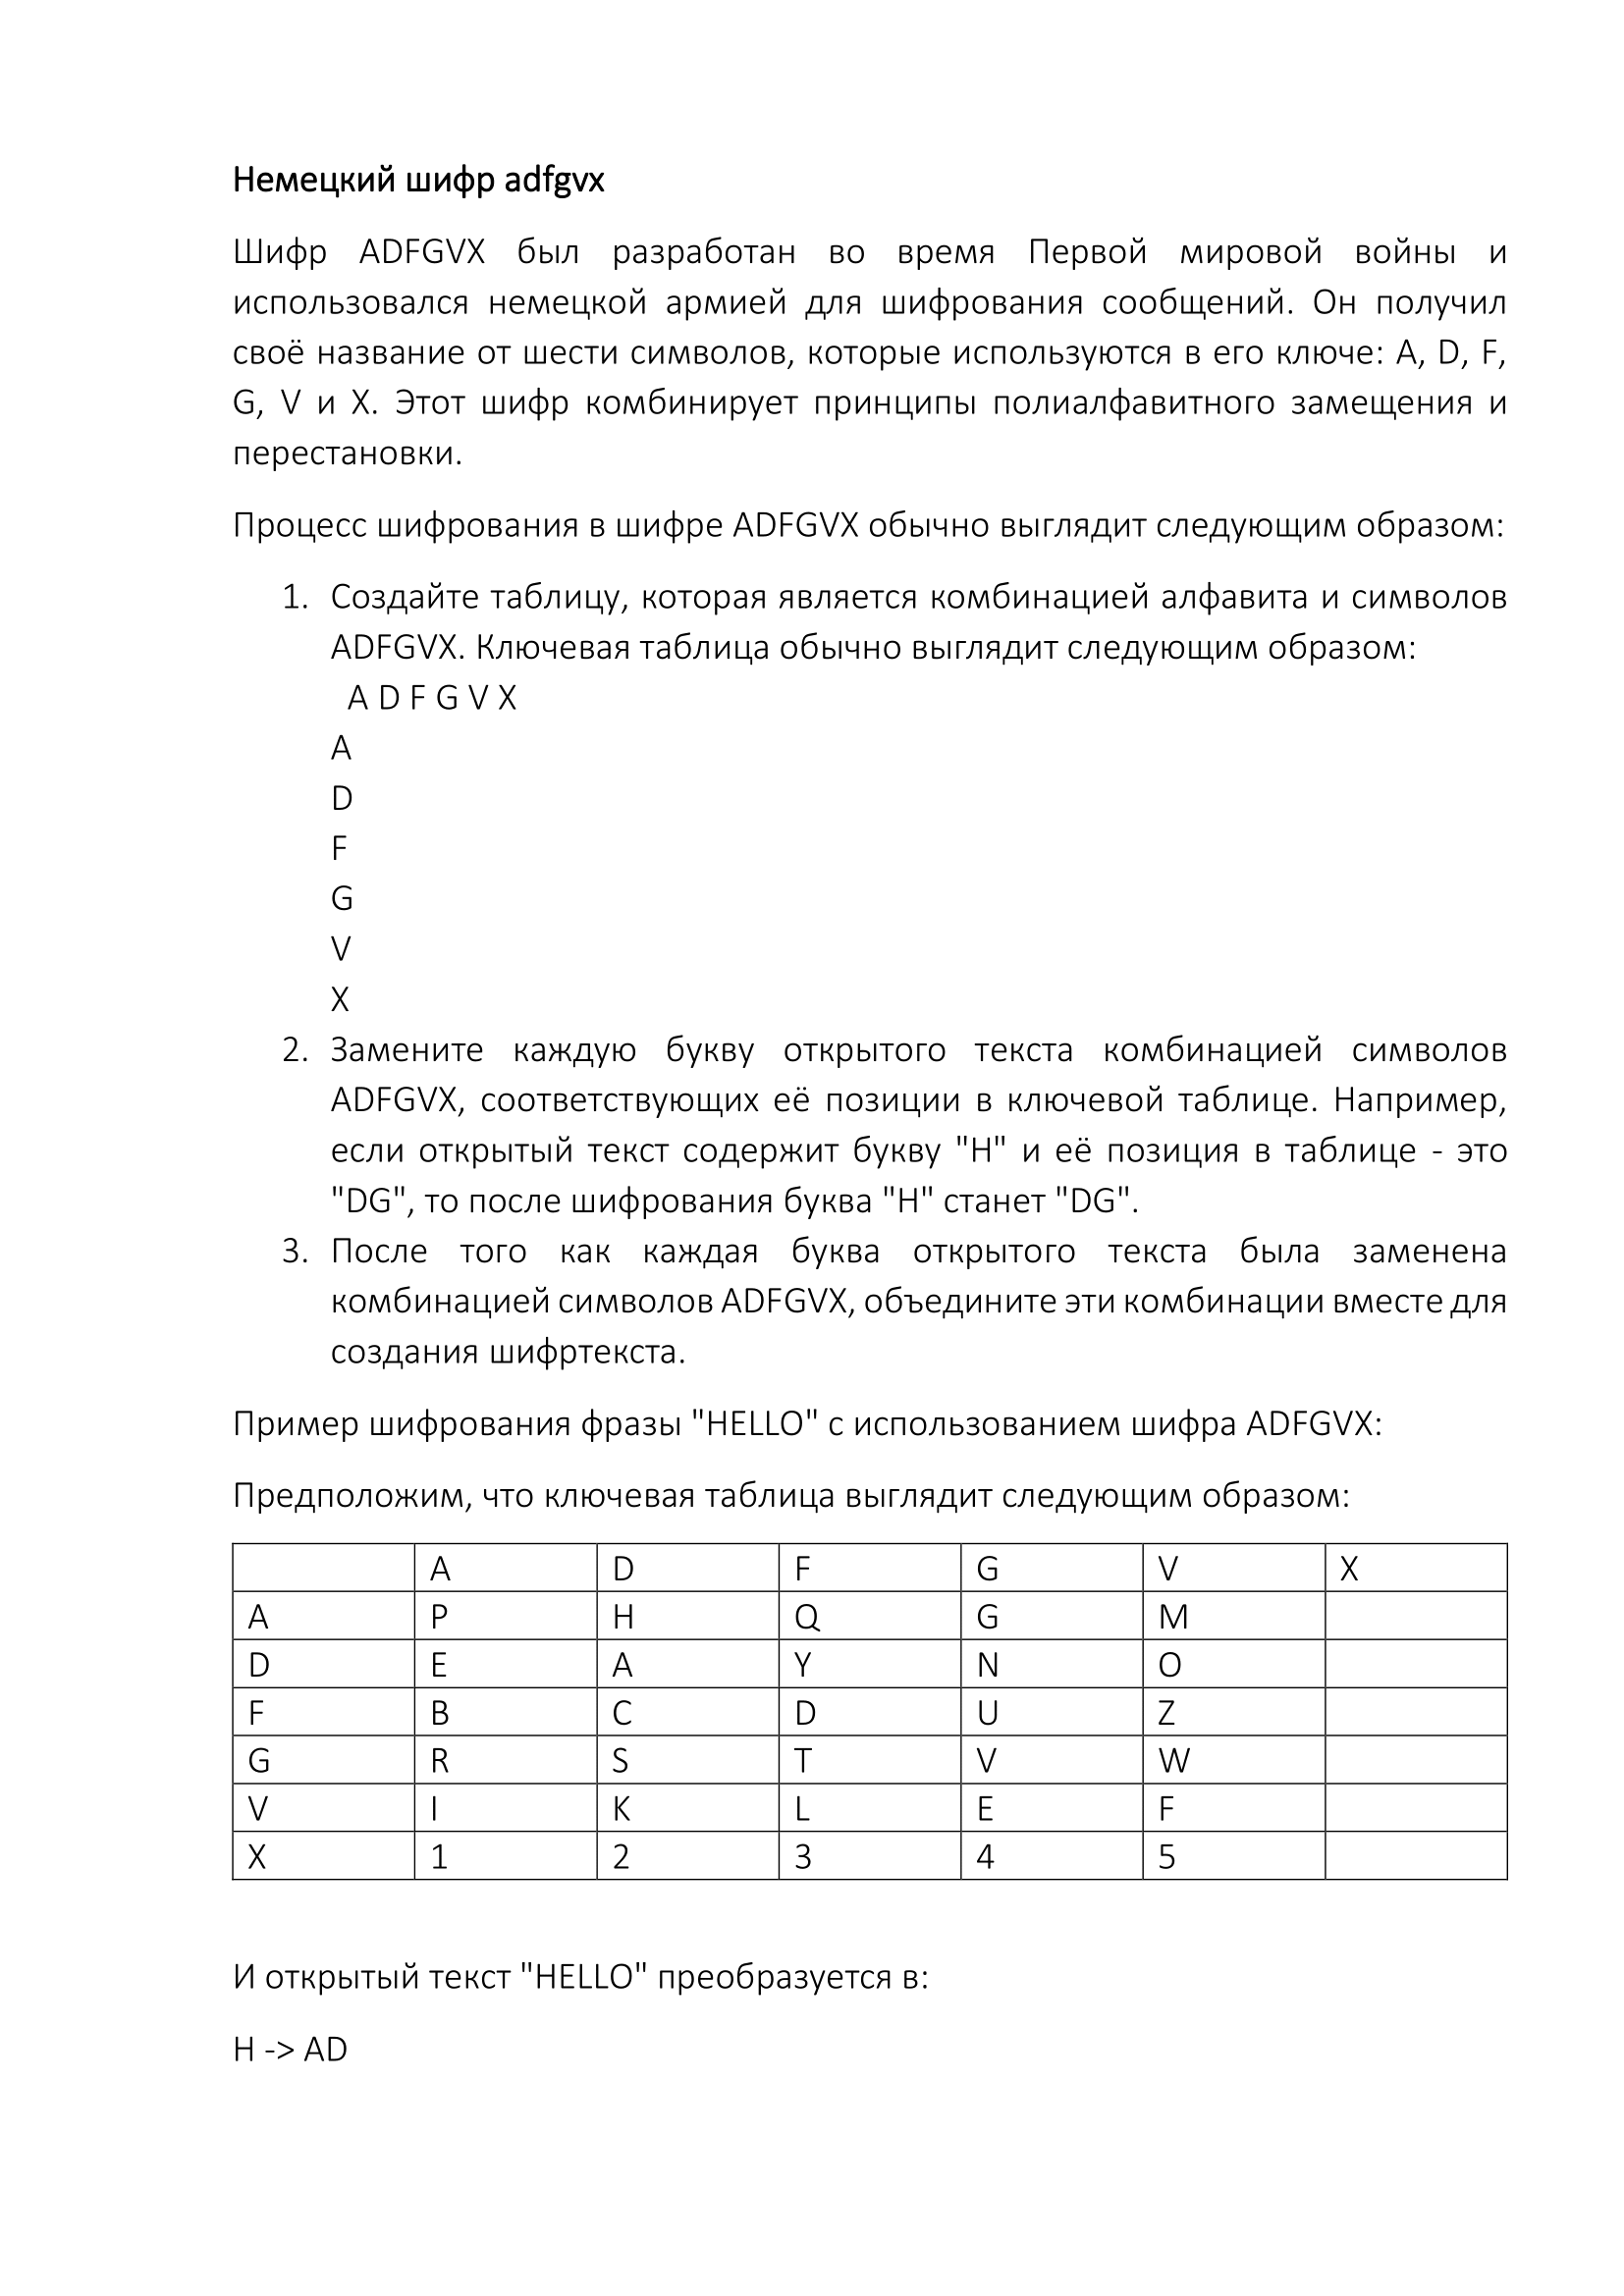 Немецкий шифр adfgvx
Шифр ADFGVX был разработан во время Первой мировой войны и
использовался немецкой армией для шифрования сообщений. Он получил
своё название от шести символов, которые используются в его ключе: A, D, F,
G, V и X. Этот шифр комбинирует принципы полиалфавитного замещения и
перестановки.
Процесс шифрования в шифре ADFGVX обычно выглядит следующим образом:
1. Создайте таблицу, которая является комбинацией алфавита и символов
ADFGVX. Ключевая таблица обычно выглядит следующим образом:
A D F G V X
A
D
F
G
V
X
2. Замените каждую букву открытого текста комбинацией символов
ADFGVX, соответствующих её позиции в ключевой таблице. Например,
если открытый текст содержит букву "H" и её позиция в таблице - это
"DG", то после шифрования буква "H" станет "DG".
3. После того как каждая буква открытого текста была заменена
комбинацией символов ADFGVX, объедините эти комбинации вместе для
создания шифртекста.
Пример шифрования фразы "HELLO" с использованием шифра ADFGVX:
Предположим, что ключевая таблица выглядит следующим образом:
A D F G V X
A P H Q G M
D E A Y N O
F B C D U Z
G R S T V W
V I K L E F
X 1 2 3 4 5
И открытый текст "HELLO" преобразуется в:
H -> AD